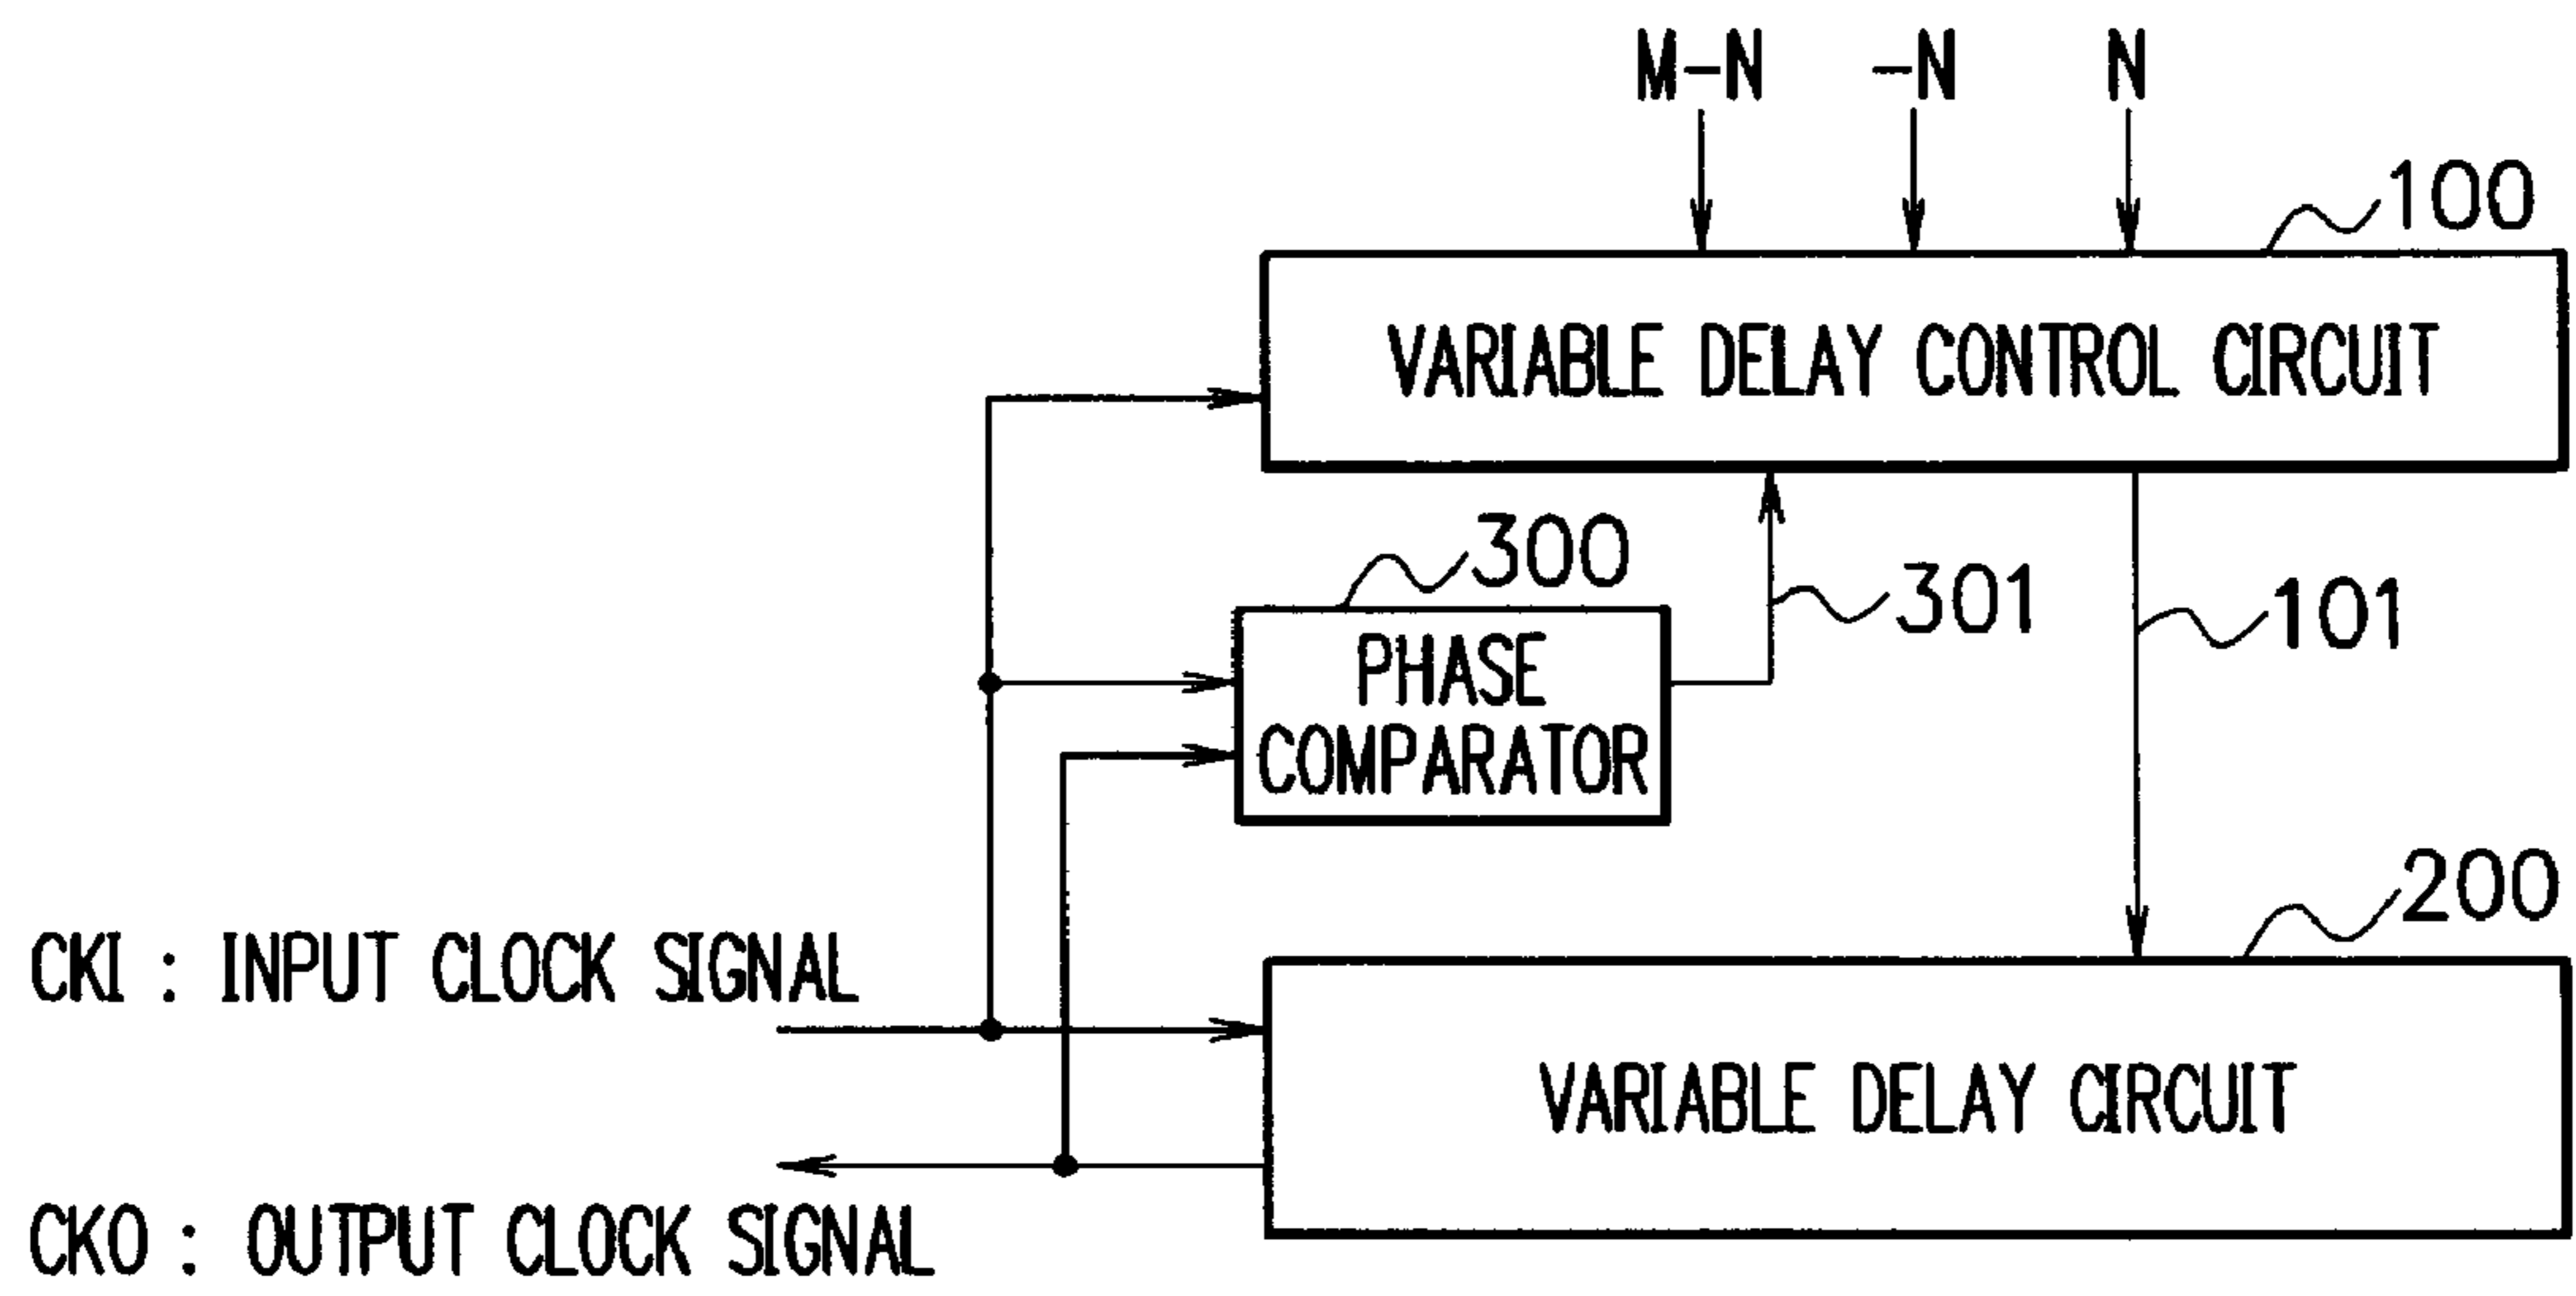 M-N -N N
100
VARIABLE DELAY CONTROL CIRCUIT
300
301
101
PHASE
COMPARATOR
200
CKI : INPUT CLOCK SIGNAL
VARIABLE DELAY CIRCUIT
CKO : OUTPUT CLOCK SIGNAL